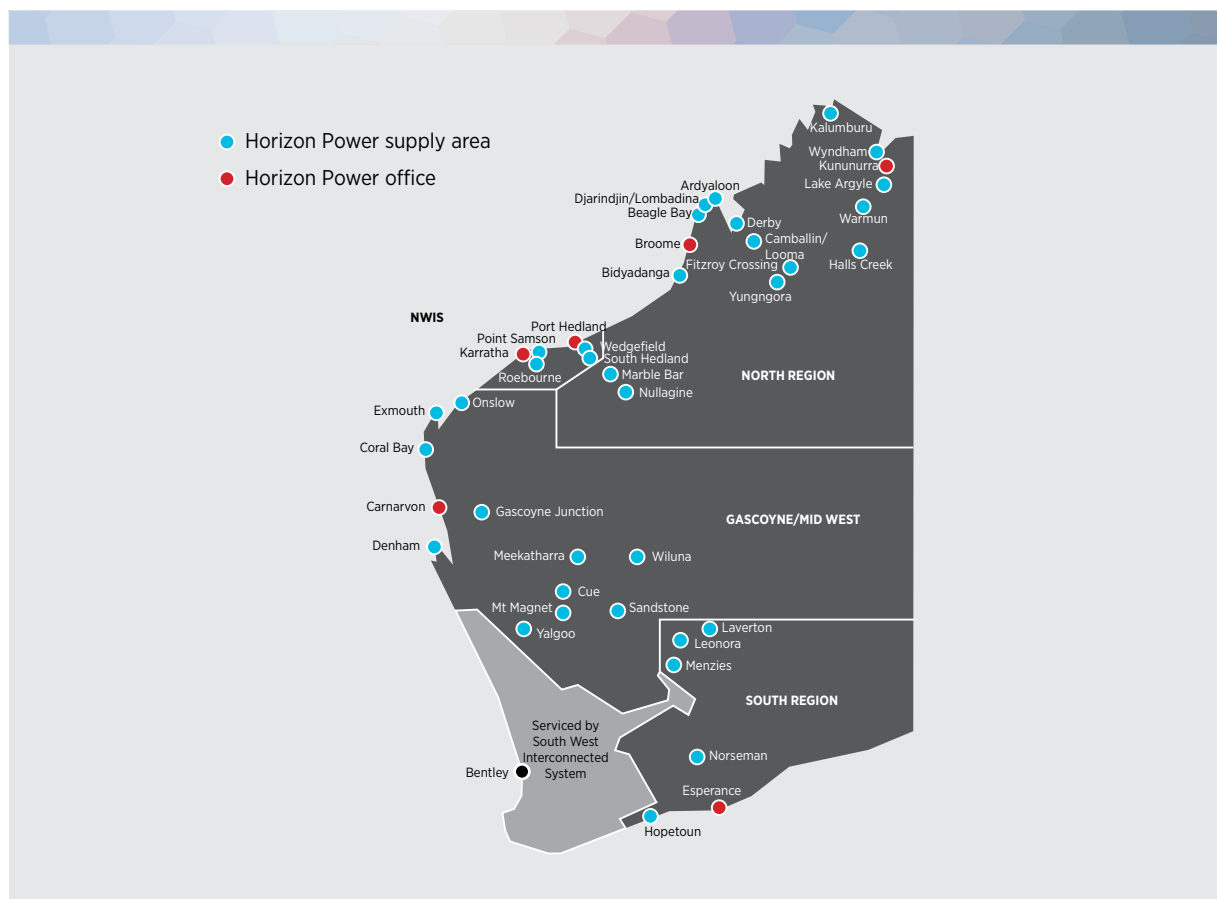 Horizon Power supply area
Horizon Power office
Kalumburu
Wyndham
Kununurra
Lake Argyle
Warmun
Halls Creek
Ardyaloon
Djarindjin/Lombadina
Beagle Bay
Derby
Broome
Camballin/
Looma
Fitzroy Crossing
Bidyadanga
Yungngora
NWIS
Port Hedland
Point Samson
Karratha
Wedgefield
South Hedland
Roebourne
Marble Bar
Nullagine
NORTH REGION
Onslow
Exmouth
Coral Bay
Carnarvon
Gascoyne Junction
GASCOYNE/MID WEST
Denham
Meekatharra
Wiluna
Cue
Mt Magnet
Sandstone
Yalgoo
Laverton
Leonora
Menzies
SOUTH REGION
Serviced by
South West
Interconnected
System
Bentley
Norseman
Esperance
Hopetoun